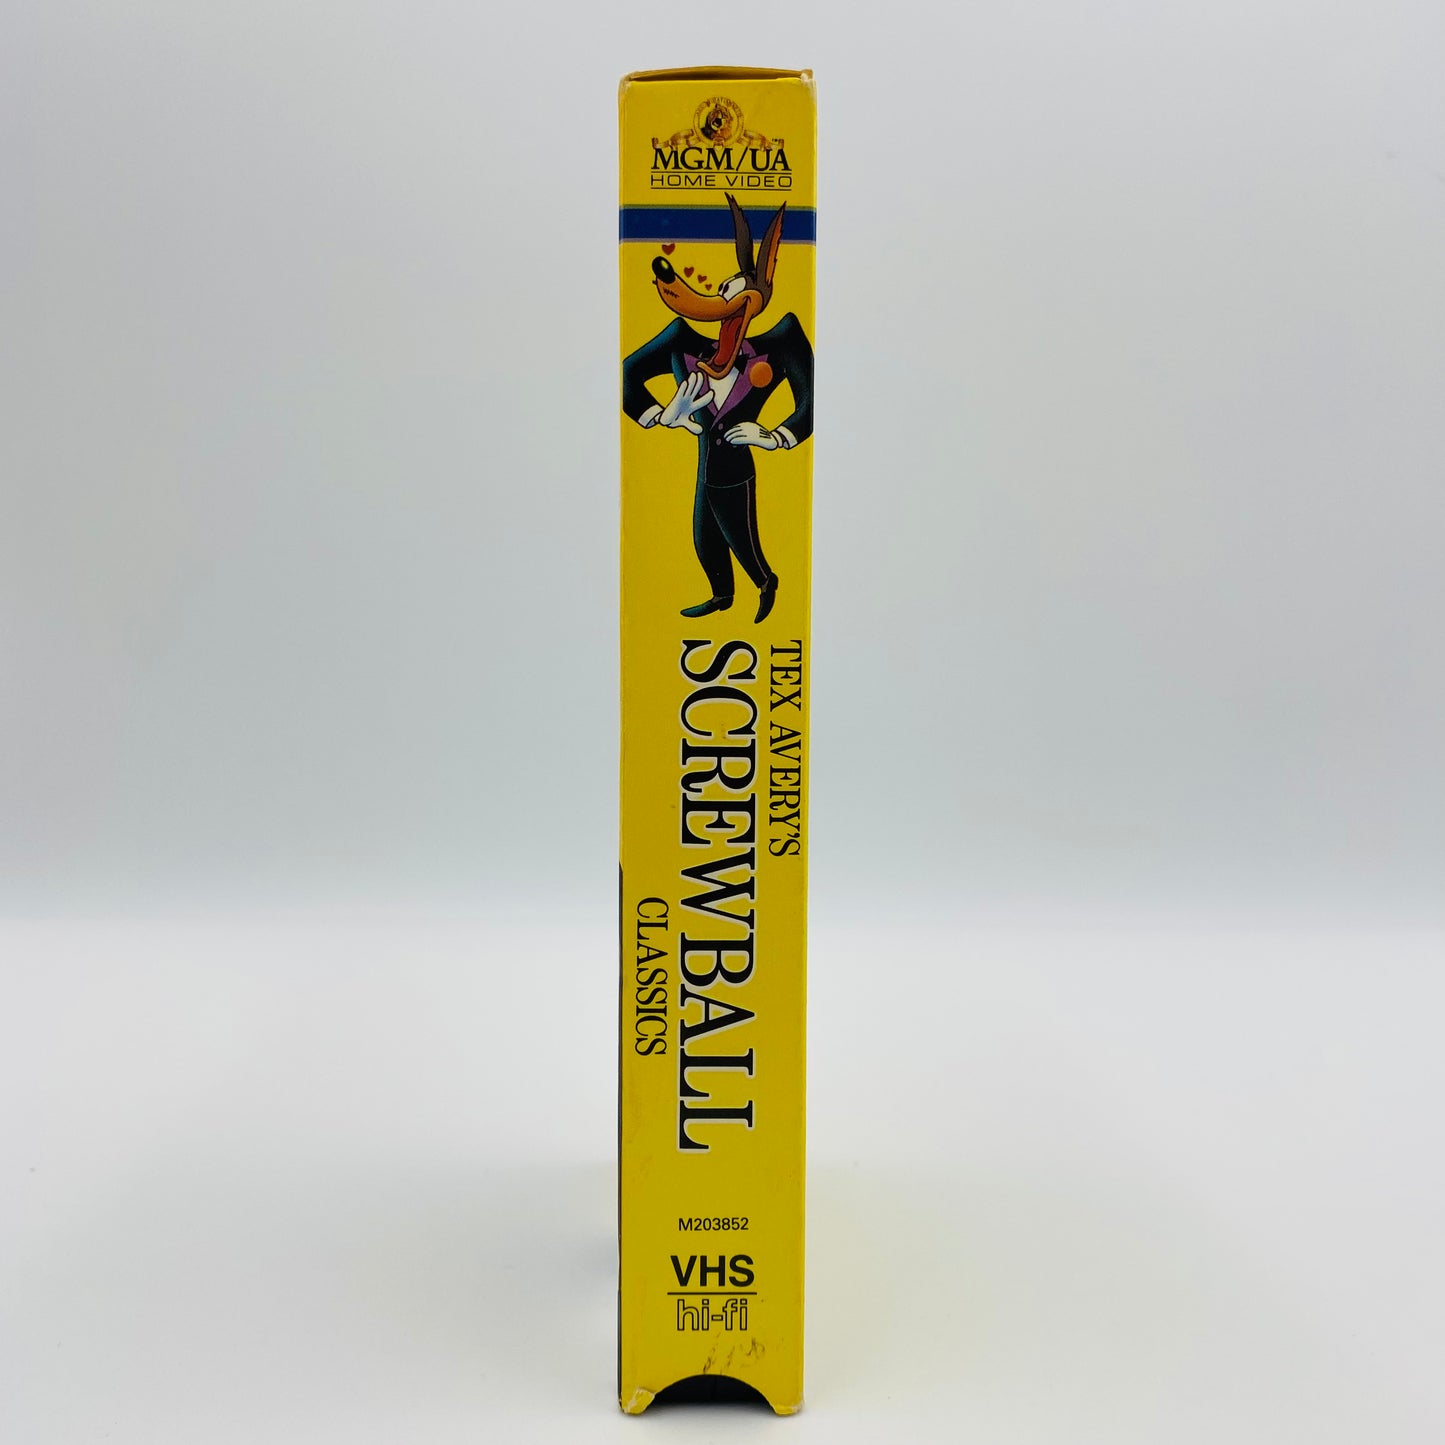 MGM/UA
HOME VIDEO
TEX AVERY'S
SCREWBALL
CLASSICS
M203852
VHS
hi-fi